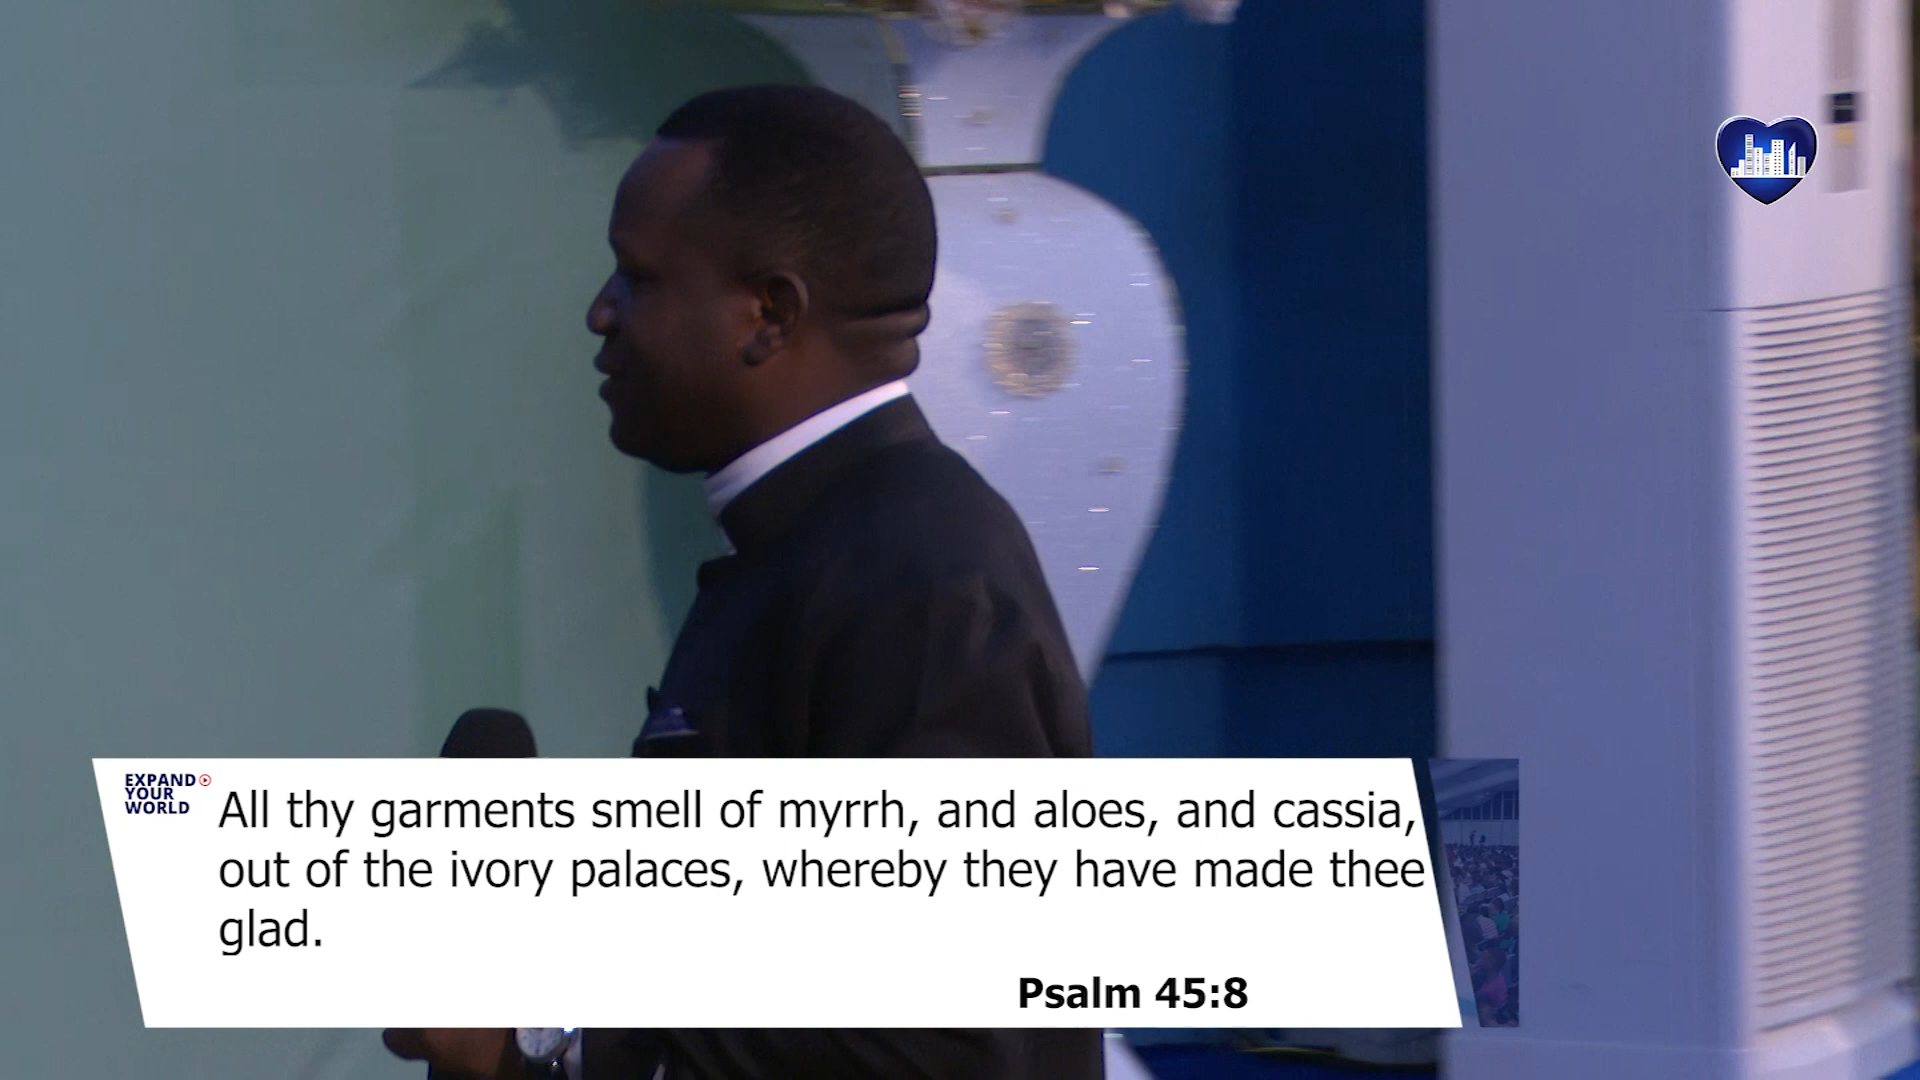 EXPAND
YOUR
WORLD
All thy garments smell of myrrh, and aloes, and cassia,
out of the ivory palaces, whereby they have made thee
glad.
Psalm 45:8